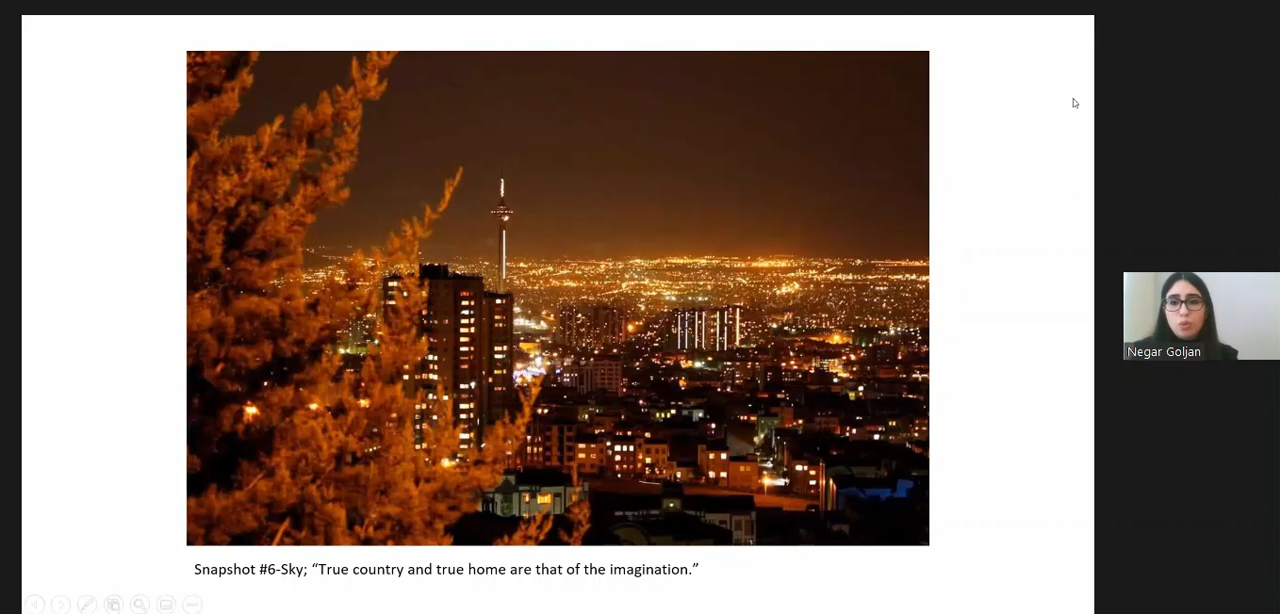 Snapshot #6-Sky; “True country and true home are that of the imagination.”
Negar Goljan